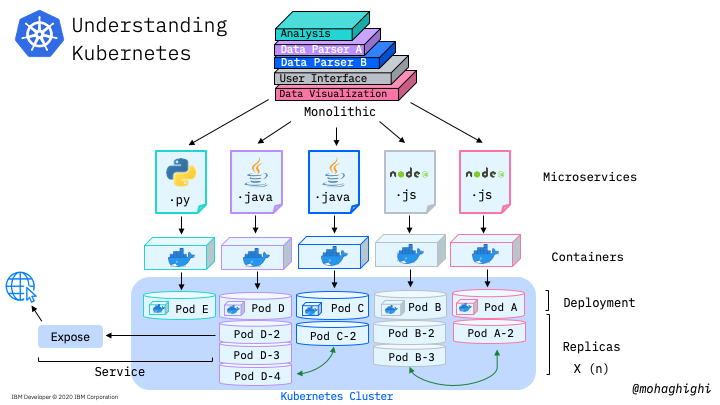 Understanding
Kubernetes
Analysis
Data Parser A
Data Parser B
User Interface
Data Visualization
Monolithic
.py
.java
.java
node
.js
node
.js
Microservices
Containers
Pod E
Pod D
Pod C
Pod B
Pod A
Deployment
Pod D-2
Pod C-2
Pod B-2
Pod A-2
Expose
Pod D-3
Pod B-3
Replicas
X (n)
Service
Pod D-4
@mohaghighi
IBM Developer © 2020 IBM Corporation
Kubernetes Cluster